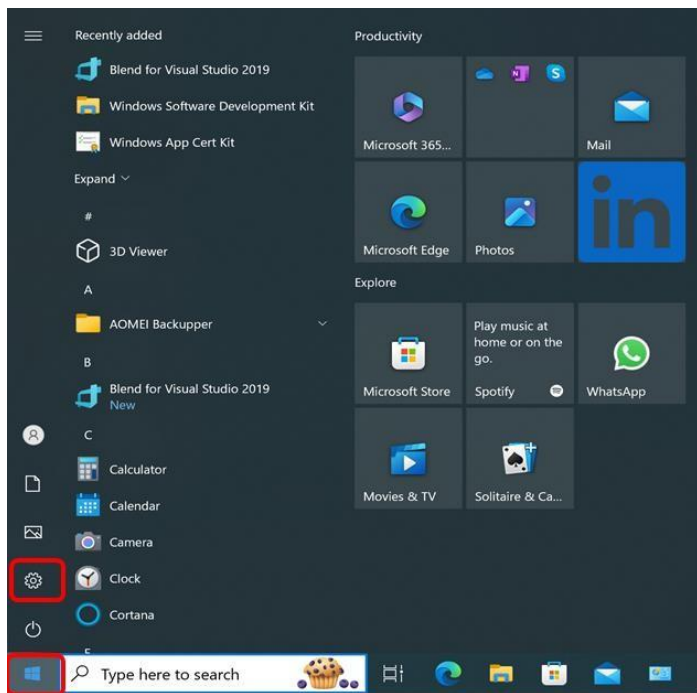 Recently added
Blend for Visual Studio 2019
Windows Software Development Kit
Windows App Cert Kit
Expand
#
3D Viewer
A
AOMEI Backupper
B
Blend for Visual Studio 2019
New
C
Calculator
Calendar
Camera
Clock
Cortana
Type here to search
Productivity
Microsoft 365...
N
S
Mail
Microsoft Edge
Photos
in
Explore
Microsoft Store
Play music at
home or on the
go.
Spotify
WhatsApp
Movies & TV
Solitaire & Ca...